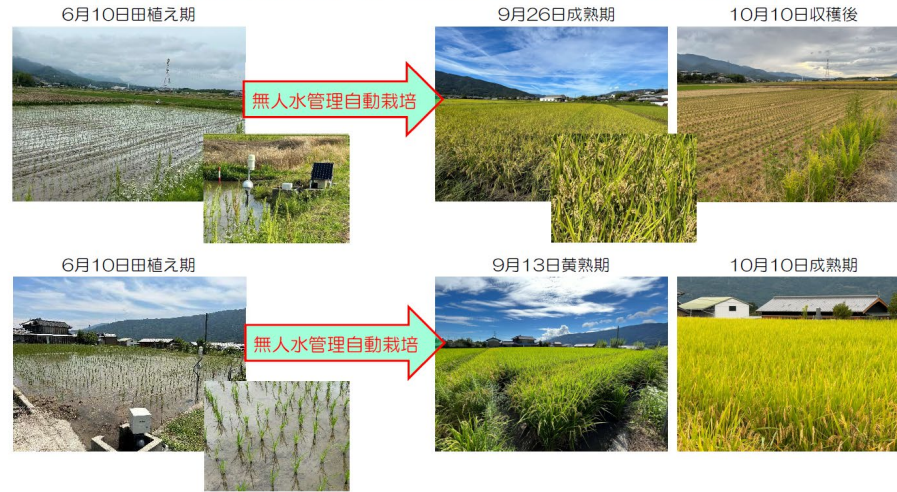 6月10日田植え期
9月26日成熟期
10月10日収穫後
無人水管理自動栽培
6月10日田植え期
9月13日黄熟期
10月10日成熟期
無人水管理自動栽培